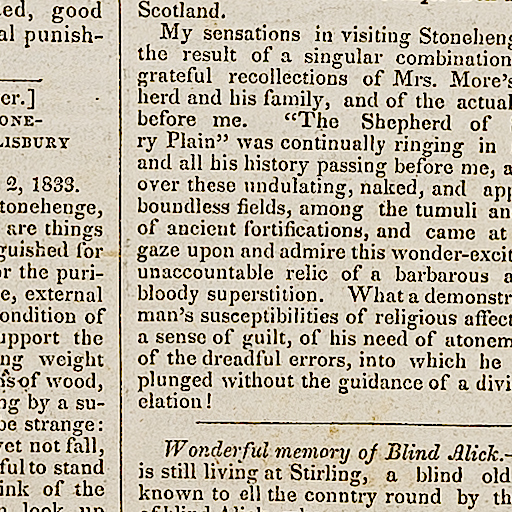 ed, good
al punish-
er.]
ONE-
LISBURY
2, 1833.
tonehenge,
are things
guished for
or the puri-
e, external
ondition of
upport the
ng weight
of wood,
ng by a su-
be strange:
yet not fall,
ful to stand
ink of the
look up
Scotland.
My sensations in visiting Stoneheng
the result of a singular combination
grateful recollections of Mrs. More's
herd and his family, and of the actual
before me. "The Shepherd of
ry Plain" was continually ringing in
and all his history passing before me, a
over these undulating, naked, and app
boundless fields, among the tumuli an
of ancient fortifications, and came at
gaze upon and admire this wonder-excit
unaccountable relic of a barbarous a
bloody superstition. What a demonstr
man's susceptibilities of religious affect
a sense of guilt, of his need of atonem
of the dreadful errors, into which he
plunged without the guidance of a divi
elation!
Wonderful memory of Blind Alick.-
is still living at Stirling, a blind old
known to ell the conntry round by th